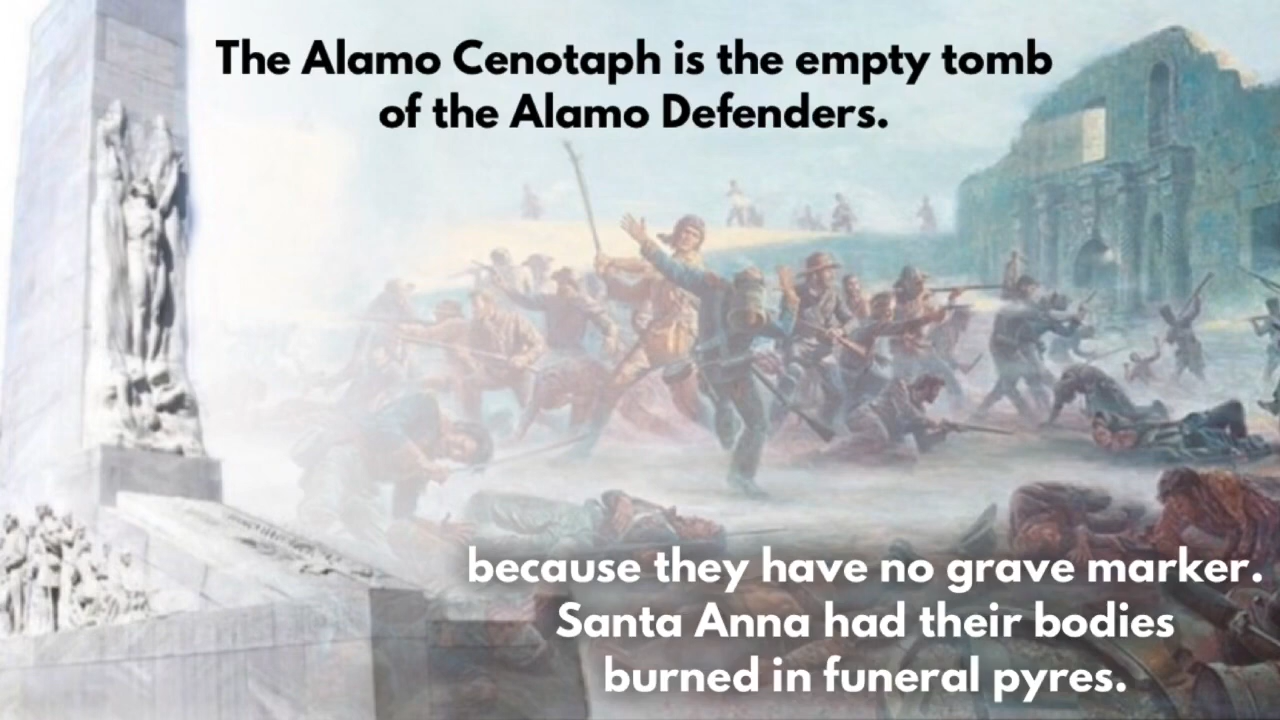 The Alamo Cenotaph is the empty tomb
of the Alamo Defenders.
because they have no grave marker.
Santa Anna had their bodies
burned in funeral pyres.